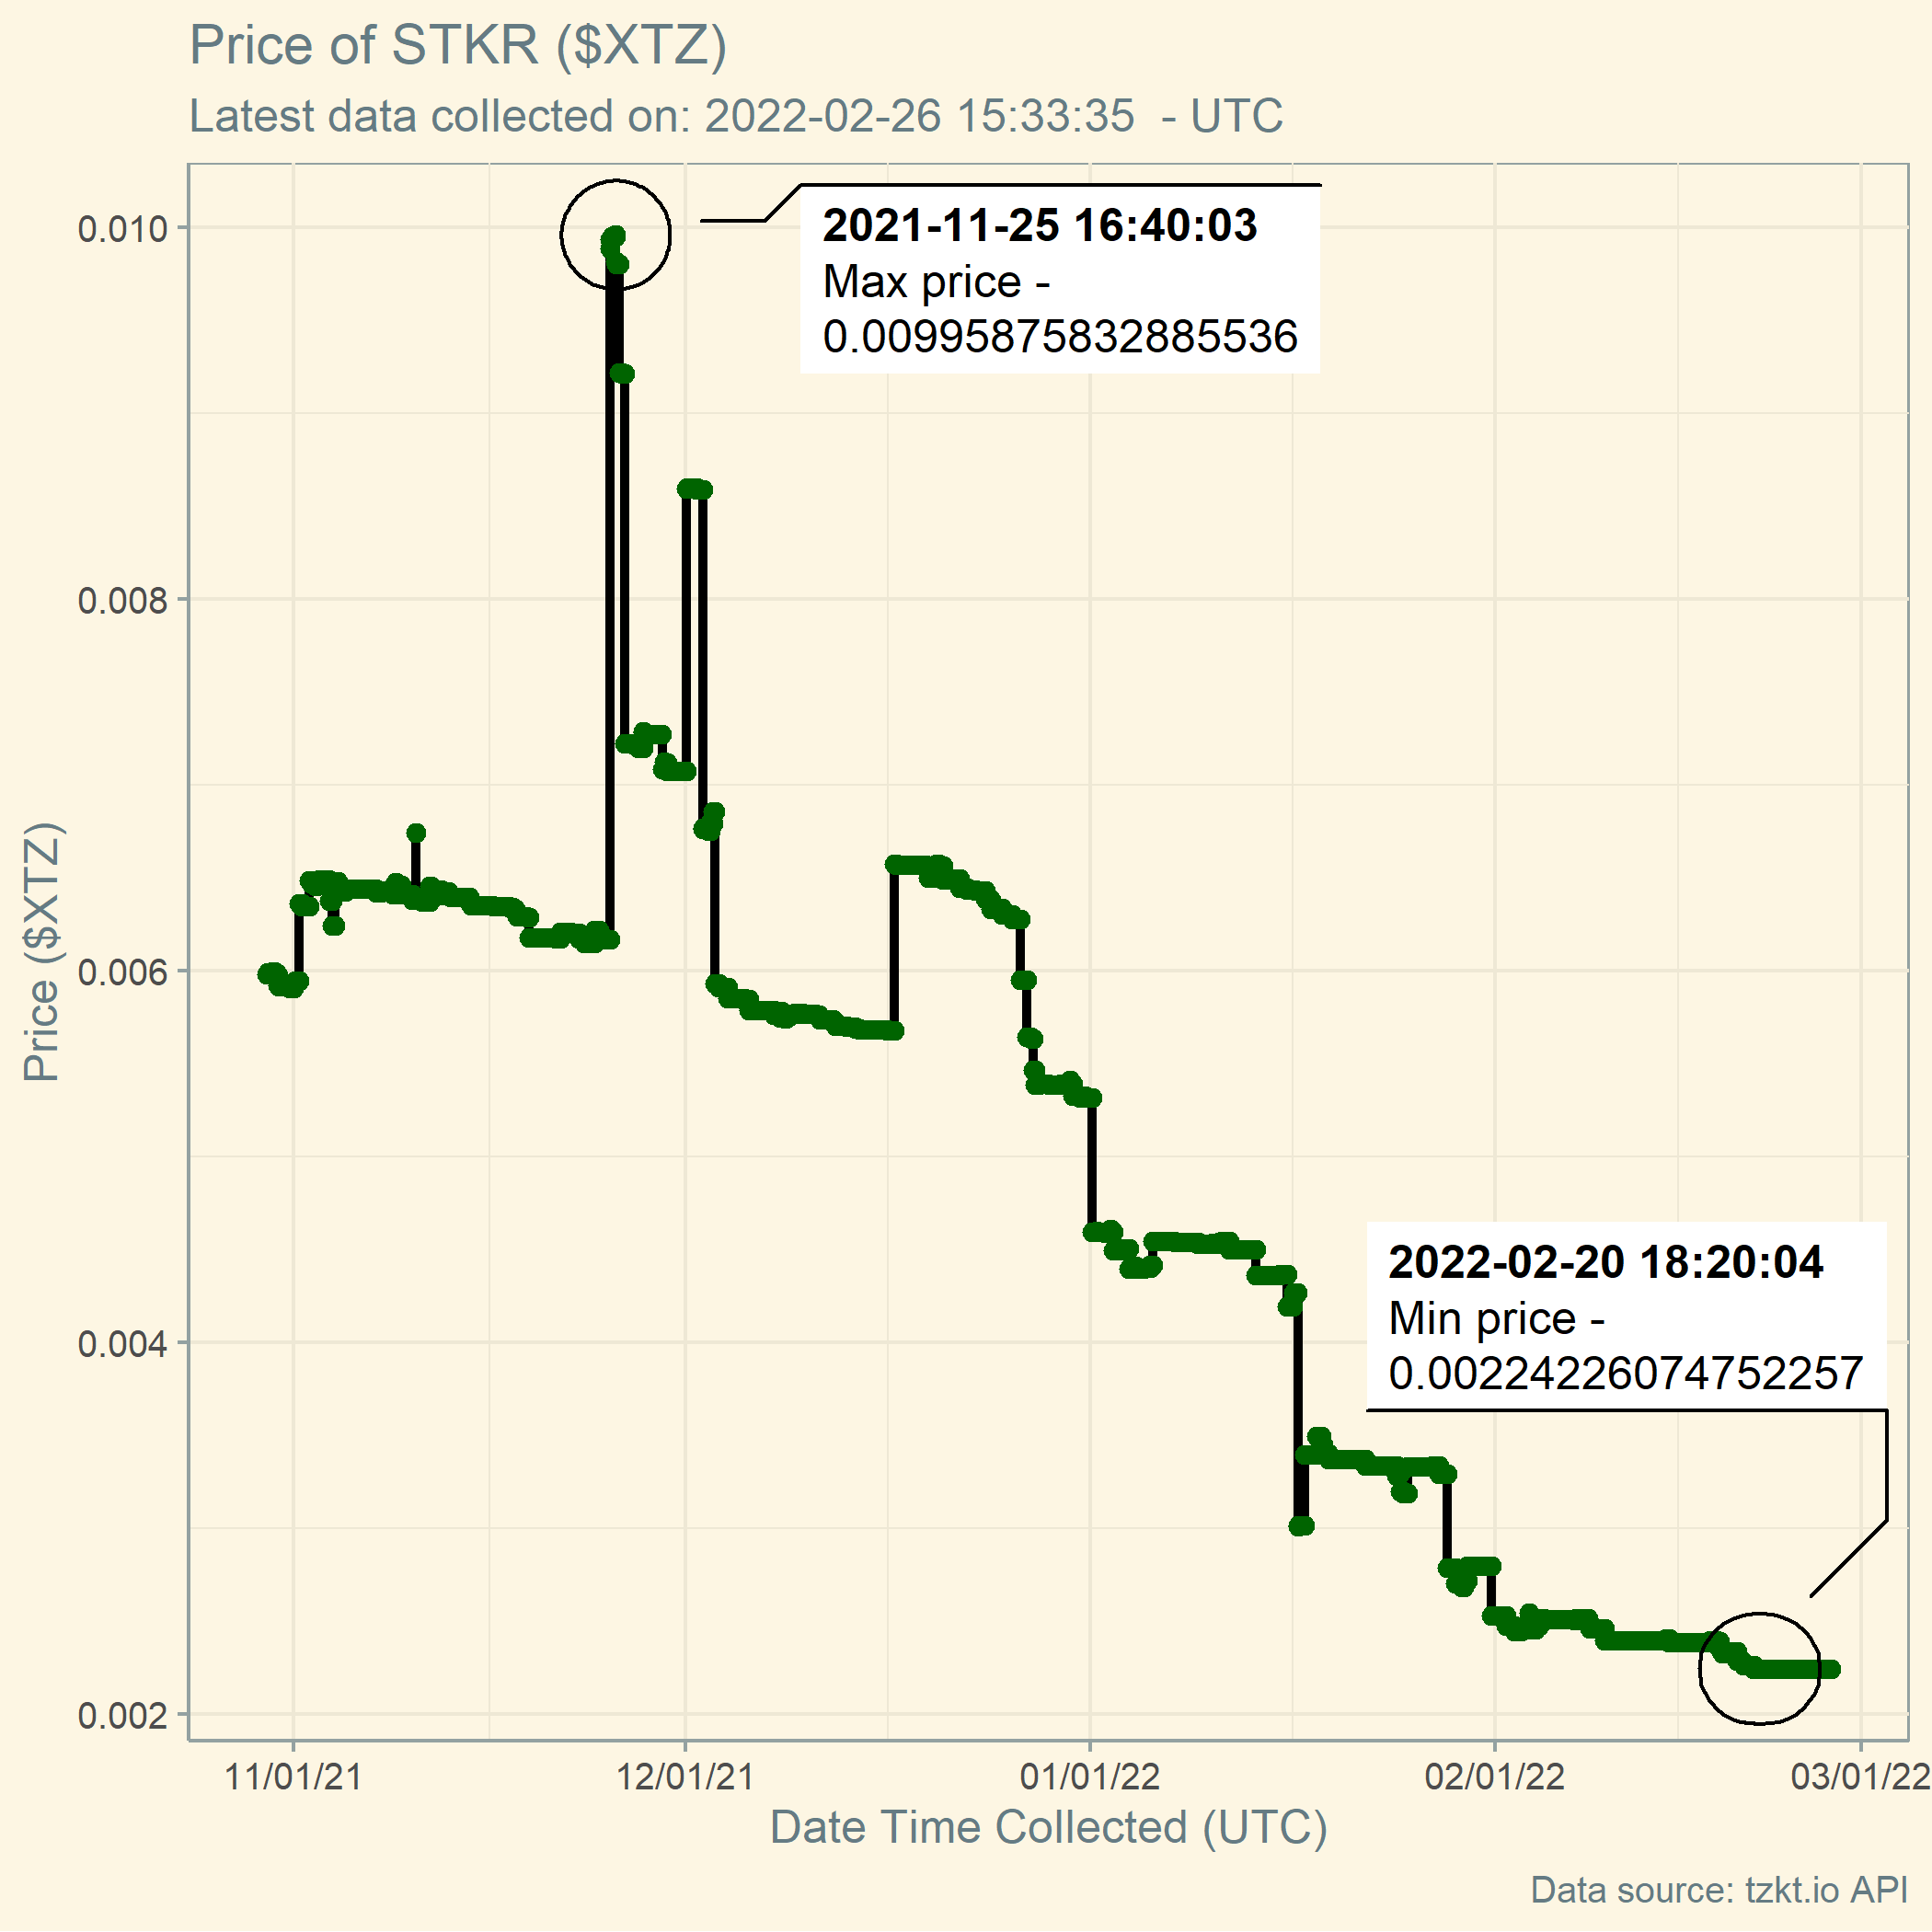 Price of STKR ($XTZ)
Latest data collected on: 2022-02-26 15:33:35  - UTC
2021-11-25 16:40:03
Max price -
0.00995875832885536
2022-02-20 18:20:04
Min price -
0.00224226074752257
Price ($XTZ)
0.010
0.008
0.006
0.004
0.002
11/01/21
12/01/21
01/01/22
02/01/22
03/01/22
Date Time Collected (UTC)
Data source: tzkt.io API